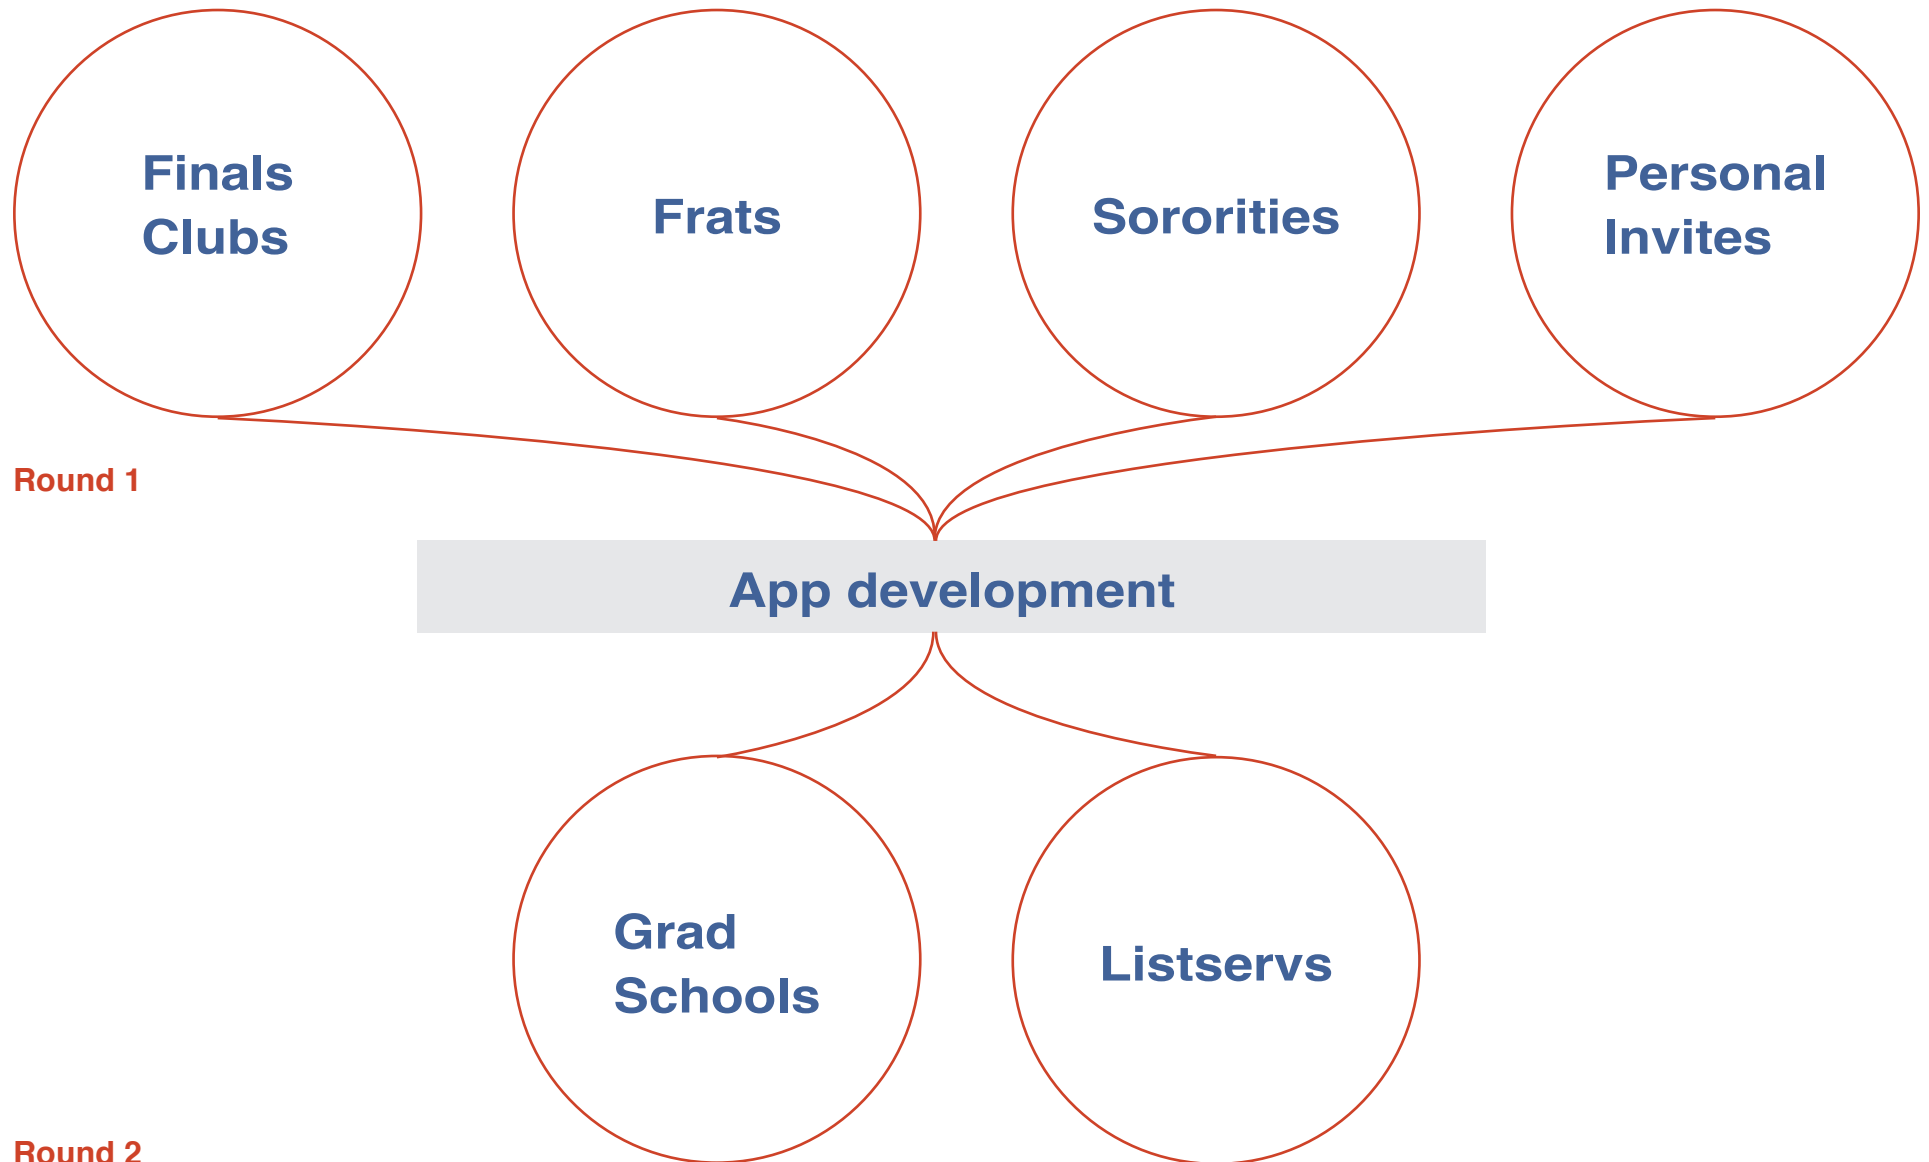 Finals
Clubs
Frats
Sororities
Personal
Invites
Round 1
App development
Grad
Schools
Listservs
Round 2